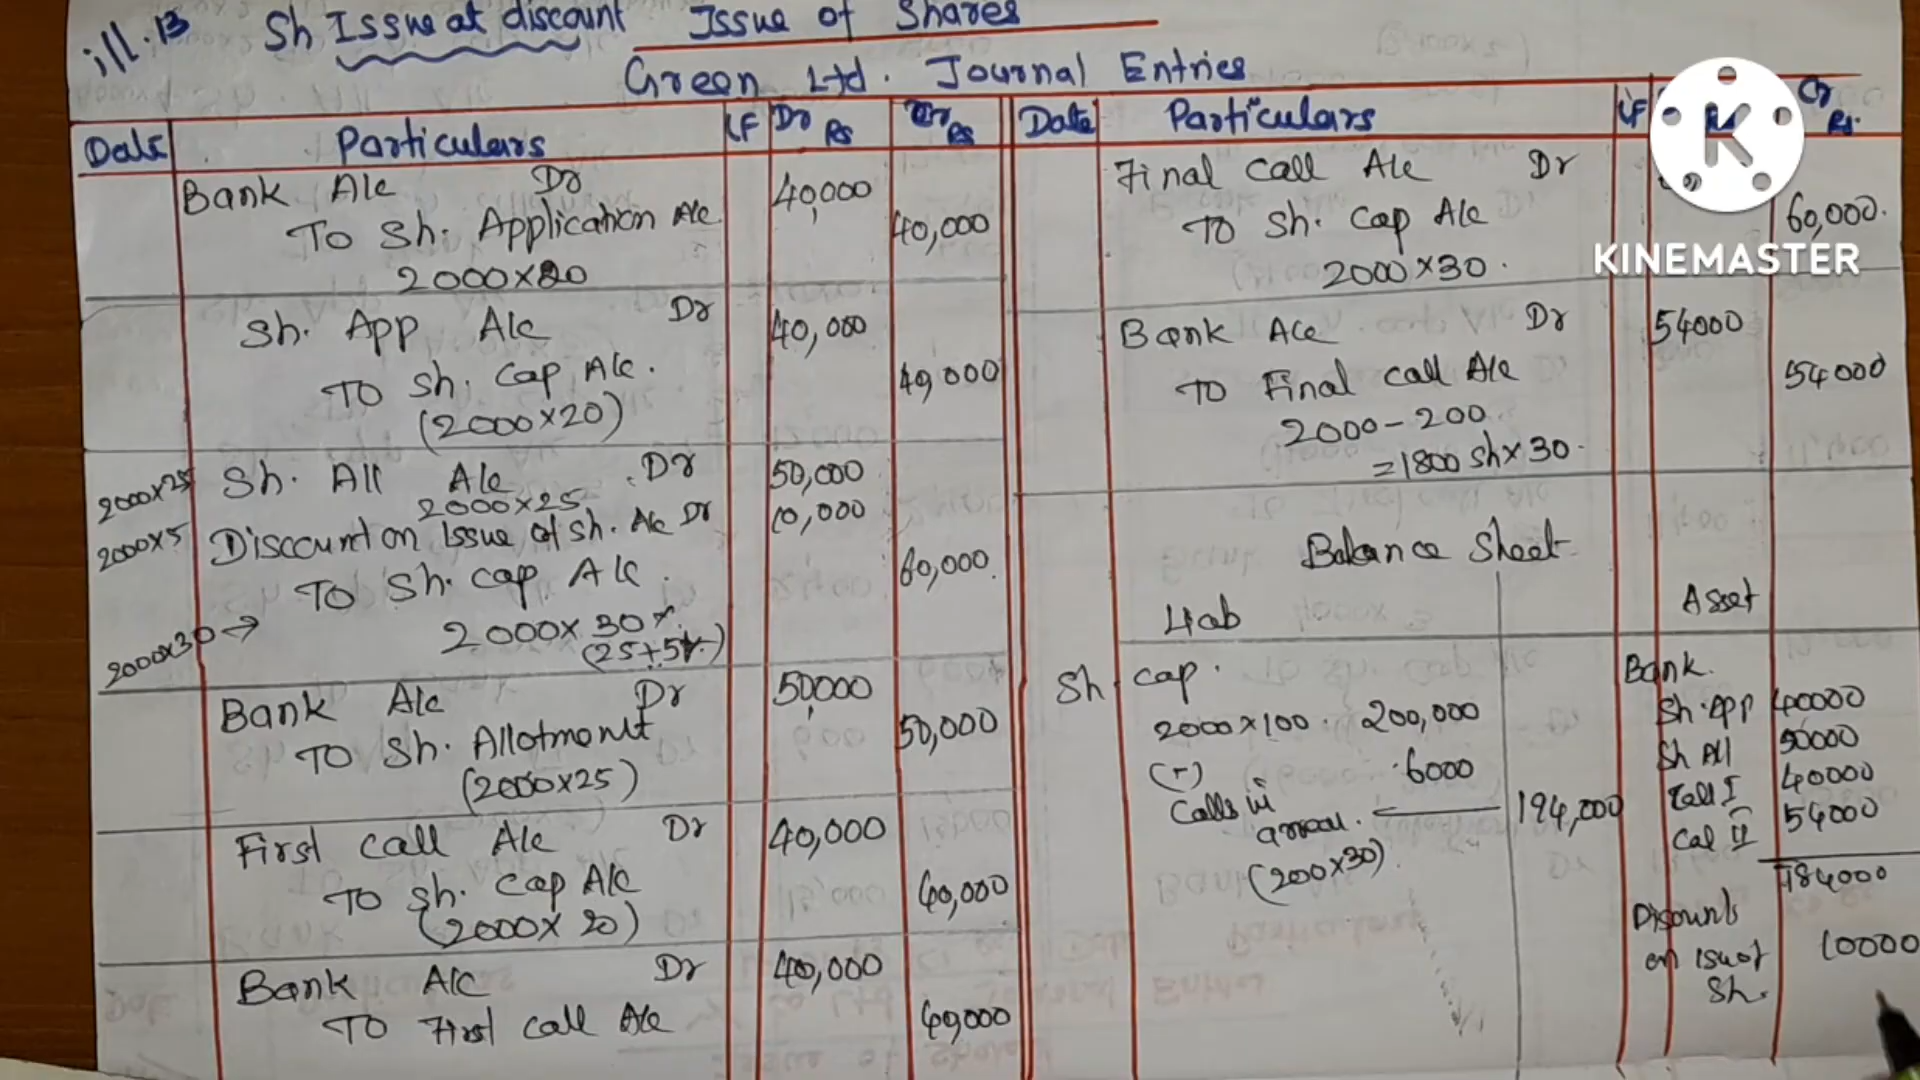 ill.13 Sh Issue at discount Issue of Shares
Green Ltd. Journal Entries
Date Particulars LF Dr Rs Cr Rs
Bank A/c Dr 40,000
To Sh. Application A/c 40,000
2000×20
Sh. App A/c Dr 40,000
To Sh. Cap A/c. 40,000
(2000×20)
2000×25 Sh. All A/c Dr 50,000
2000×25
2000×5 Discount on Issue of Sh. A/c Dr 10,000
To Sh. Cap A/c. 60,000
2000×30 → 2000×30
(25+5)
Bank A/c Dr 50,000
To Sh. Allotment 50,000
(2000×25)
First call A/c Dr 40,000
To Sh. Cap A/c 40,000
(2000×20)
Bank A/c Dr 40,000
To First call A/c 40,000
Date Particulars LF Cr Rs.
Final Call A/c Dr
To Sh. Cap A/c 60,000.
2000×30.
Bank A/c Dr 54000
To Final call A/c 54000
2000-200
=1800 sh×30.
Balance Sheet
Liab Asset
Sh. Cap.
2000×100. 200,000
(-) 6000
Calls in
arrear. 194,000
(200×30)
Bank.
Sh. App 40000
Sh All 50000
Call I 40000
Cal II 54000
184000
Discounts
on Isu of 10000
Sh.
K
KINEMASTER